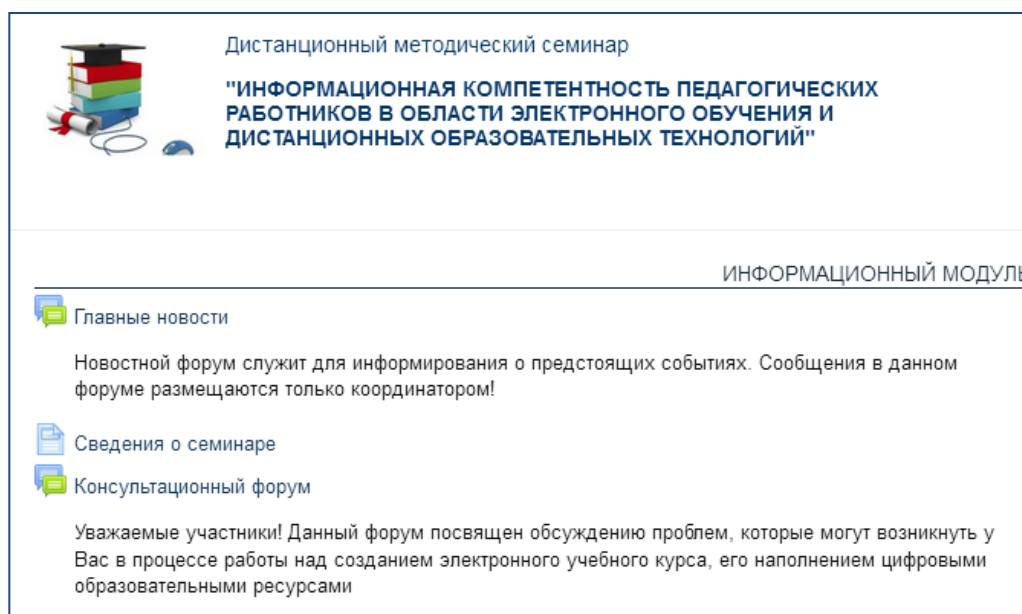 Дистанционный методический семинар
"ИНФОРМАЦИОННАЯ КОМПЕТЕНТНОСТЬ ПЕДАГОГИЧЕСКИХ
РАБОТНИКОВ В ОБЛАСТИ ЭЛЕКТРОННОГО ОБУЧЕНИЯ И
ДИСТАНЦИОННЫХ ОБРАЗОВАТЕЛЬНЫХ ТЕХНОЛОГИЙ"
ИНФОРМАЦИОННЫЙ МОДУЛЬ
Главные новости
Новостной форум служит для информирования о предстоящих событиях. Сообщения в данном
форуме размещаются только координатором!
Сведения о семинаре
Консультационный форум
Уважаемые участники! Данный форум посвящен обсуждению проблем, которые могут возникнуть у
Вас в процессе работы над созданием электронного учебного курса, его наполнением цифровыми
образовательными ресурсами